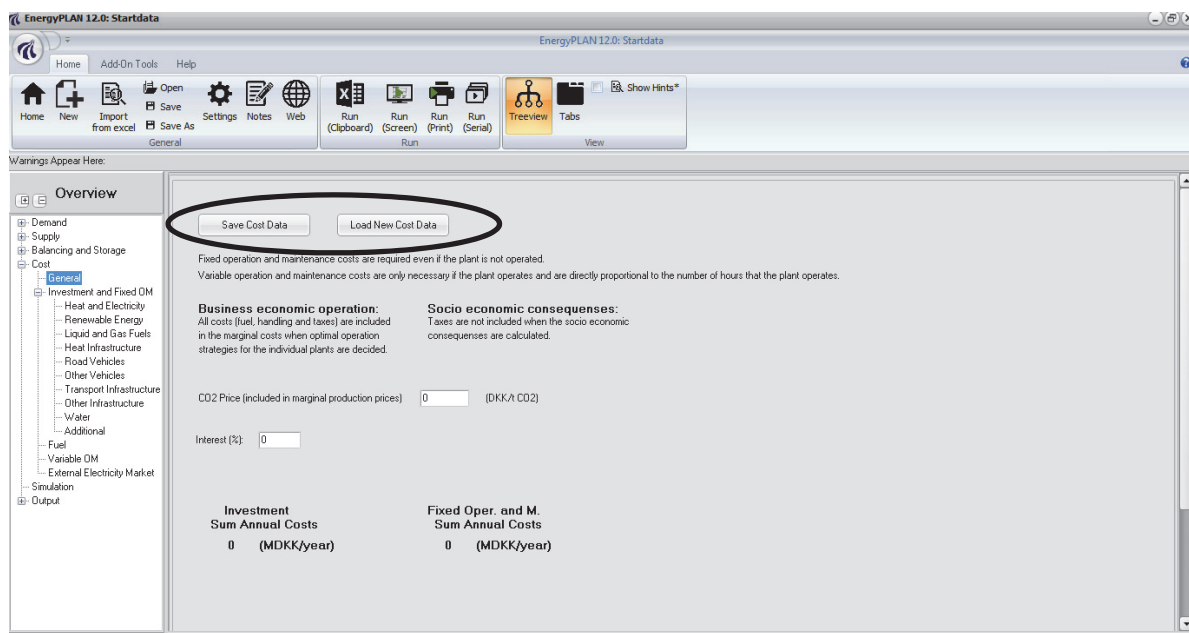 EnergyPLAN 12.0: Startdata
EnergyPLAN 12.0: Startdata
Home Add-On Tools Help
Home
New
Import
from excel
Open
Save
Save As
Settings
Notes
Web
General
Run
(Clipboard)
Run
(Screen)
Run
(Print)
Run
(Serial)
Run
Treeview
Tabs
Show Hints*
View
Warnings Appear Here:
Overview
Demand
Supply
Balancing and Storage
Cost
General
Investment and Fixed OM
Heat and Electricity
Renewable Energy
Liquid and Gas Fuels
Heat Infrastructure
Road Vehicles
Other Vehicles
Transport Infrastructure
Other Infrastructure
Water
Additional
Fuel
Variable OM
External Electricity Market
Simulation
Output
Save Cost Data
Load New Cost Data
Fixed operation and maintenance costs are required even if the plant is not operated.
Variable operation and maintenance costs are only necessary if the plant operates and are directly proportional to the number of hours that the plant operates.
Business economic operation:
All costs (fuel, handling and taxes) are included
in the marginal costs when optimal operation
strategies for the individual plants are decided.
Socio economic consequenses:
Taxes are not included when the socio economic
consequenses are calculated.
CO2 Price (included in marginal production prices) 0 (DKK/t CO2)
Interest (%): 0
Investment
Sum Annual Costs
0 (MDKK/year)
Fixed Oper. and M.
Sum Annual Costs
0 (MDKK/year)